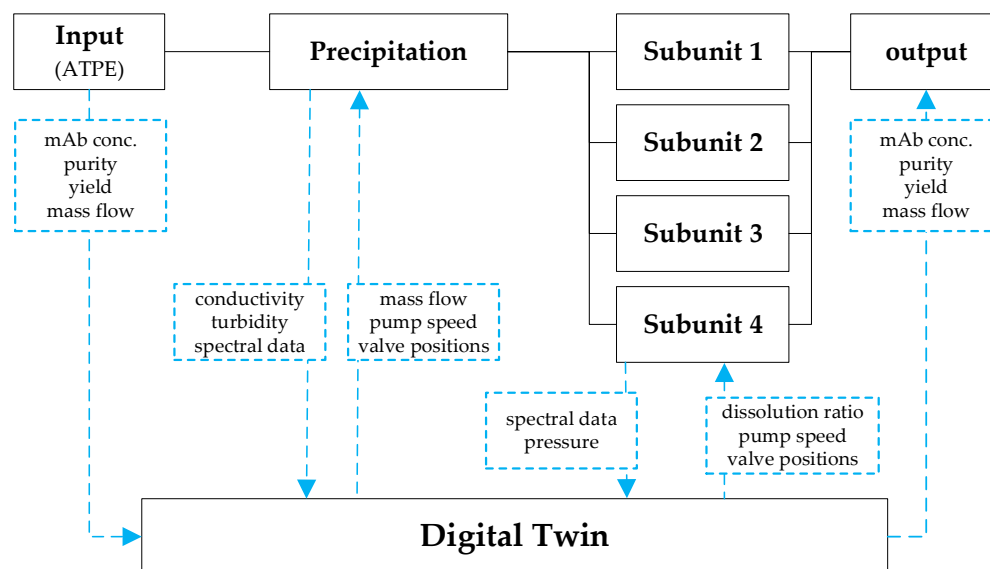 Input
(ATPE)
Precipitation
Subunit 1
output
Subunit 2
Subunit 3
Subunit 4
mAb conc.
purity
yield
mass flow
mAb conc.
purity
yield
mass flow
conductivity
turbidity
spectral data
mass flow
pump speed
valve positions
spectral data
pressure
dissolution ratio
pump speed
valve positions
Digital Twin